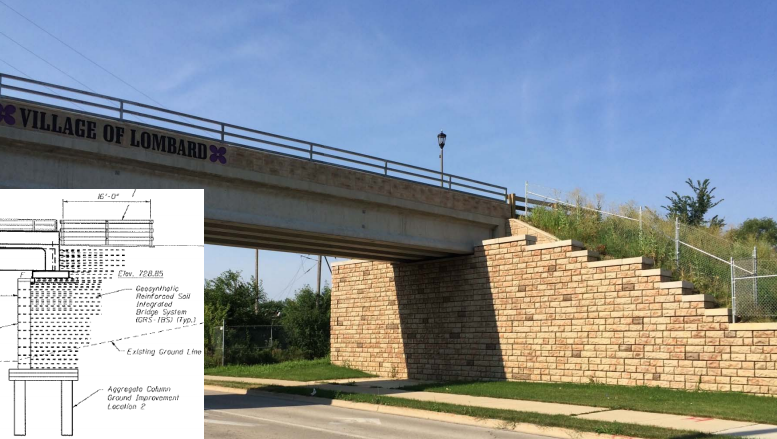 VILLAGE OF LOMBARD
16'-0"
Elev. 728.85
Geosynthetic
Reinforced Soil
Integrated
Bridge System
(GRS-IBS) (Typ.)
Existing Ground Line
Aggregate Column
Ground Improvement
Location 2